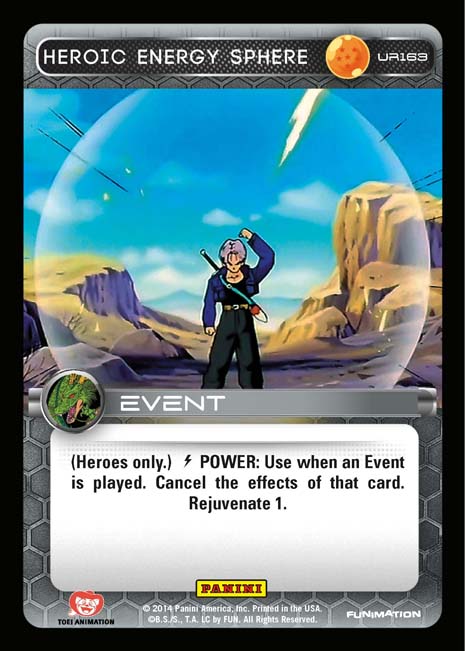 HEROIC ENERGY SPHERE UR163
EVENT
(Heroes only.) ⚡ POWER: Use when an Event
is played. Cancel the effects of that card.
Rejuvenate 1.
PANINI
TOEI ANIMATION
© 2014 Panini America, Inc. Printed in the USA.
©B.S./S., T.A. LC by FUN. All Rights Reserved.
FUNIMATION